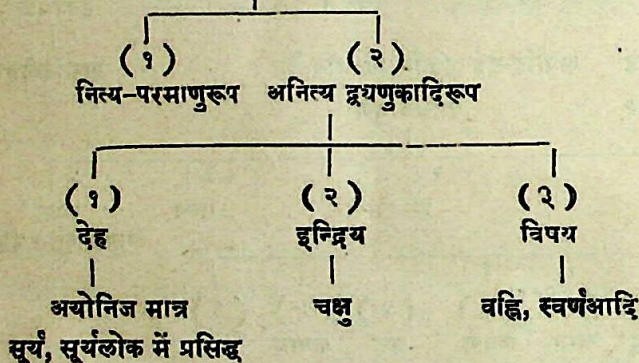 (१) (२)
नित्य-परमाणुरूप अनित्य द्व्यणुकादिरूप
(१) (२) (३)
देह इन्द्रिय विषय
अयोनिज मात्र चक्षु वह्नि, स्वर्णआदि
सूर्य, सूर्यलोक में प्रसिद्ध